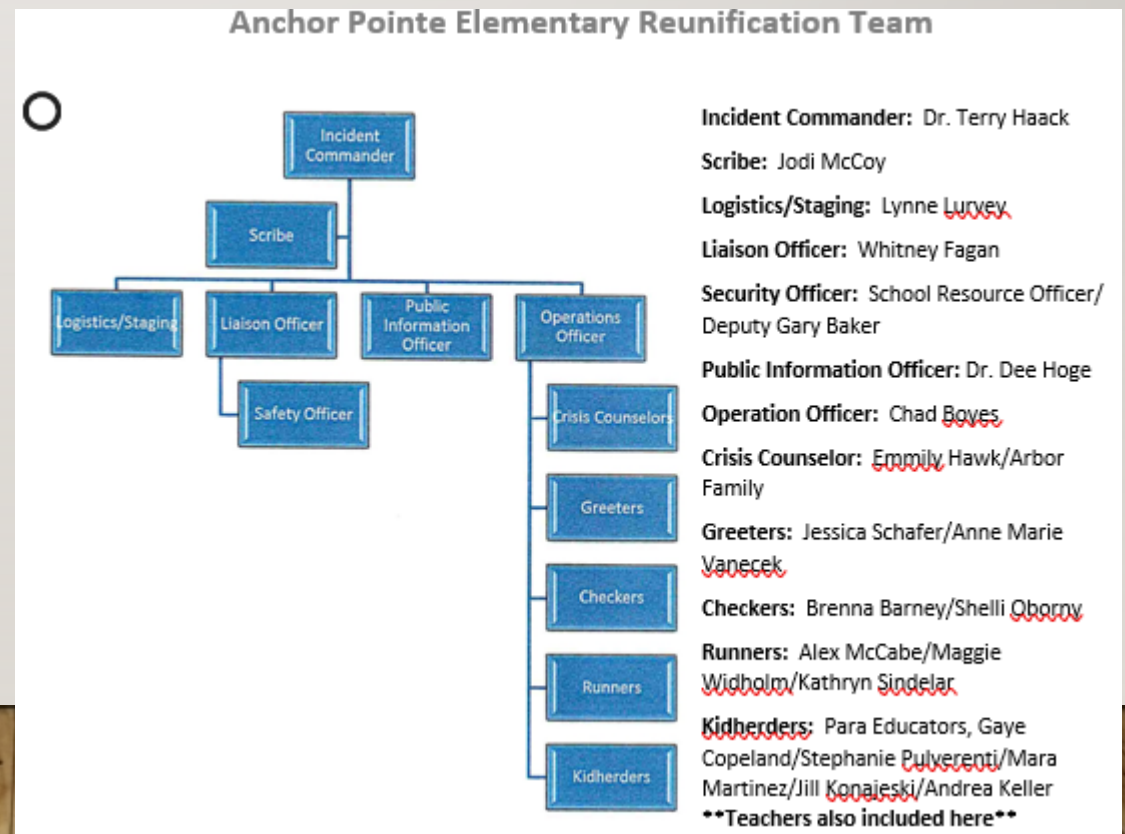 Anchor Pointe Elementary Reunification Team
Incident
Commander
Scribe
Logistics/Staging
Liaison Officer
Public
Information
Officer
Operations
Officer
Safety Officer
Crisis Counselors
Greeters
Checkers
Runners
Kidherders
Incident Commander: Dr. Terry Haack
Scribe: Jodi McCoy
Logistics/Staging: Lynne Lurvey
Liaison Officer: Whitney Fagan
Security Officer: School Resource Officer/
Deputy Gary Baker
Public Information Officer: Dr. Dee Hoge
Operation Officer: Chad Boyes
Crisis Counselor: Emmily Hawk/Arbor
Family
Greeters: Jessica Schafer/Anne Marie
Vanecek
Checkers: Brenna Barney/Shelli Oborny
Runners: Alex McCabe/Maggie
Widholm/Kathryn Sindelar
Kidherders: Para Educators, Gaye
Copeland/Stephanie Pulverenti/Mara
Martinez/Jill Konajeski/Andrea Keller
**Teachers also included here**